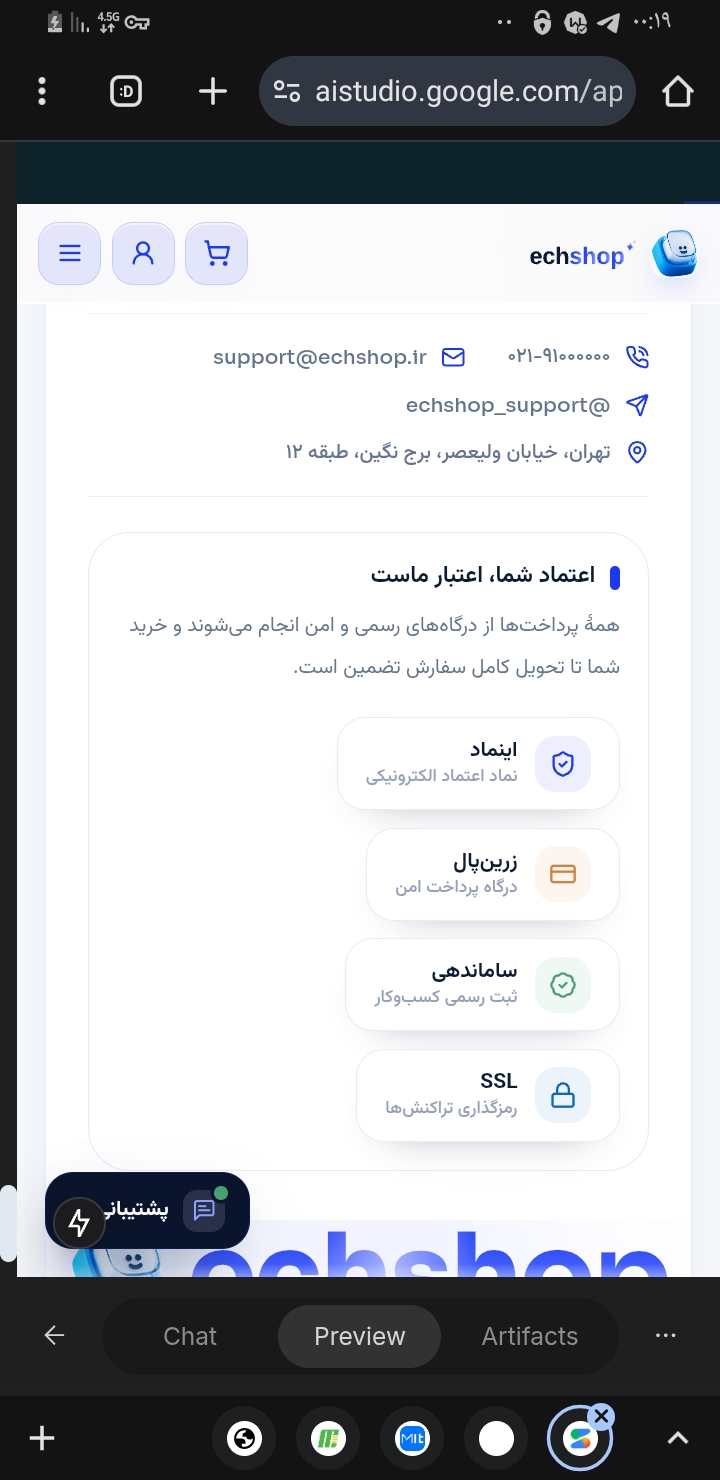 ۰۰:۱۹
4.5G
:D
aistudio.google.com/ap
echshop
۰۲۱-۹۱۰۰۰۰۰۰
support@echshop.ir
echshop_support@
تهران، خیابان ولیعصر، برج نگین، طبقه ۱۲
اعتماد شما، اعتبار ماست
همهٔ پرداخت‌ها از درگاه‌های رسمی و امن انجام می‌شوند و خرید
شما تا تحویل کامل سفارش تضمین است.
اینماد
نماد اعتماد الکترونیکی
زرین‌پال
درگاه پرداخت امن
ساماندهی
ثبت رسمی کسب‌وکار
SSL
رمزگذاری تراکنش‌ها
پشتیبانی
echshop
Chat
Preview
Artifacts